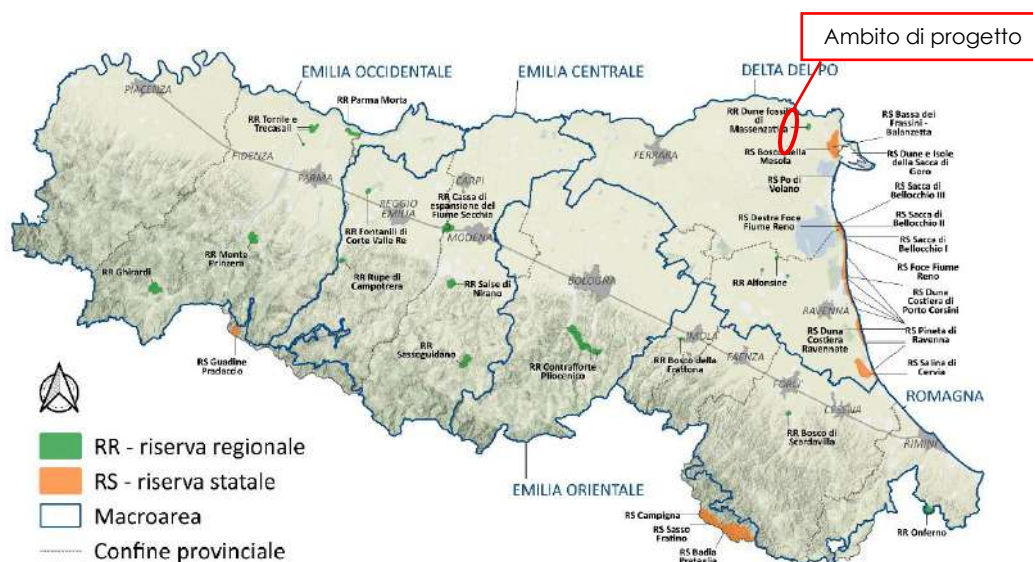 Ambito di progetto
EMILIA OCCIDENTALE
EMILIA CENTRALE
DELTA DEL PO
PIACENZA
RR Parma Morta
RR Torrile e
Trecasali
RR Dune fossili
di
Massenzatica
RS Bassa dei
Frassini -
Balanzetta
FIDENZA
FERRARA
RS Bosco della
Mesola
RS Dune e Isole
della Sacca di
Goro
PARMA
CARPI
RS Po di
Volano
RS Sacca di
Bellocchio III
REGGIO
EMILIA
RR Cassa di
espansione del
Fiume Secchia
RS Destra Foce
Fiume Reno
RS Sacca di
Bellocchio II
RR Fontanili di
Corte Valle Re
MODENA
RS Sacca di
Bellocchio I
RR Monte
Prinzera
RR Ghirardi
RR Rupe di
Campotrera
RR Salse di
Nirano
BOLOGNA
RR Alfonsine
RS Foce Fiume
Reno
RS Duna
Costiera di
Porto Corsini
RAVENNA
RS Duna
Costiera
Ravennate
RS Pineta di
Ravenna
IMOLA
RS Guadine
Pradaccio
RR
Sassoguidano
RR Contrafforte
Pliocenico
RR Bosco della
Frattona
FAENZA
RS Salina di
Cervia
FORLI'
CESENA
ROMAGNA
RR Bosco di
Scardavilla
RIMINI
RR - riserva regionale
RS - riserva statale
Macroarea
Confine provinciale
EMILIA ORIENTALE
RS Campigna
RS Sasso
Fratino
RS Badia
Prataglia
RR Onferno